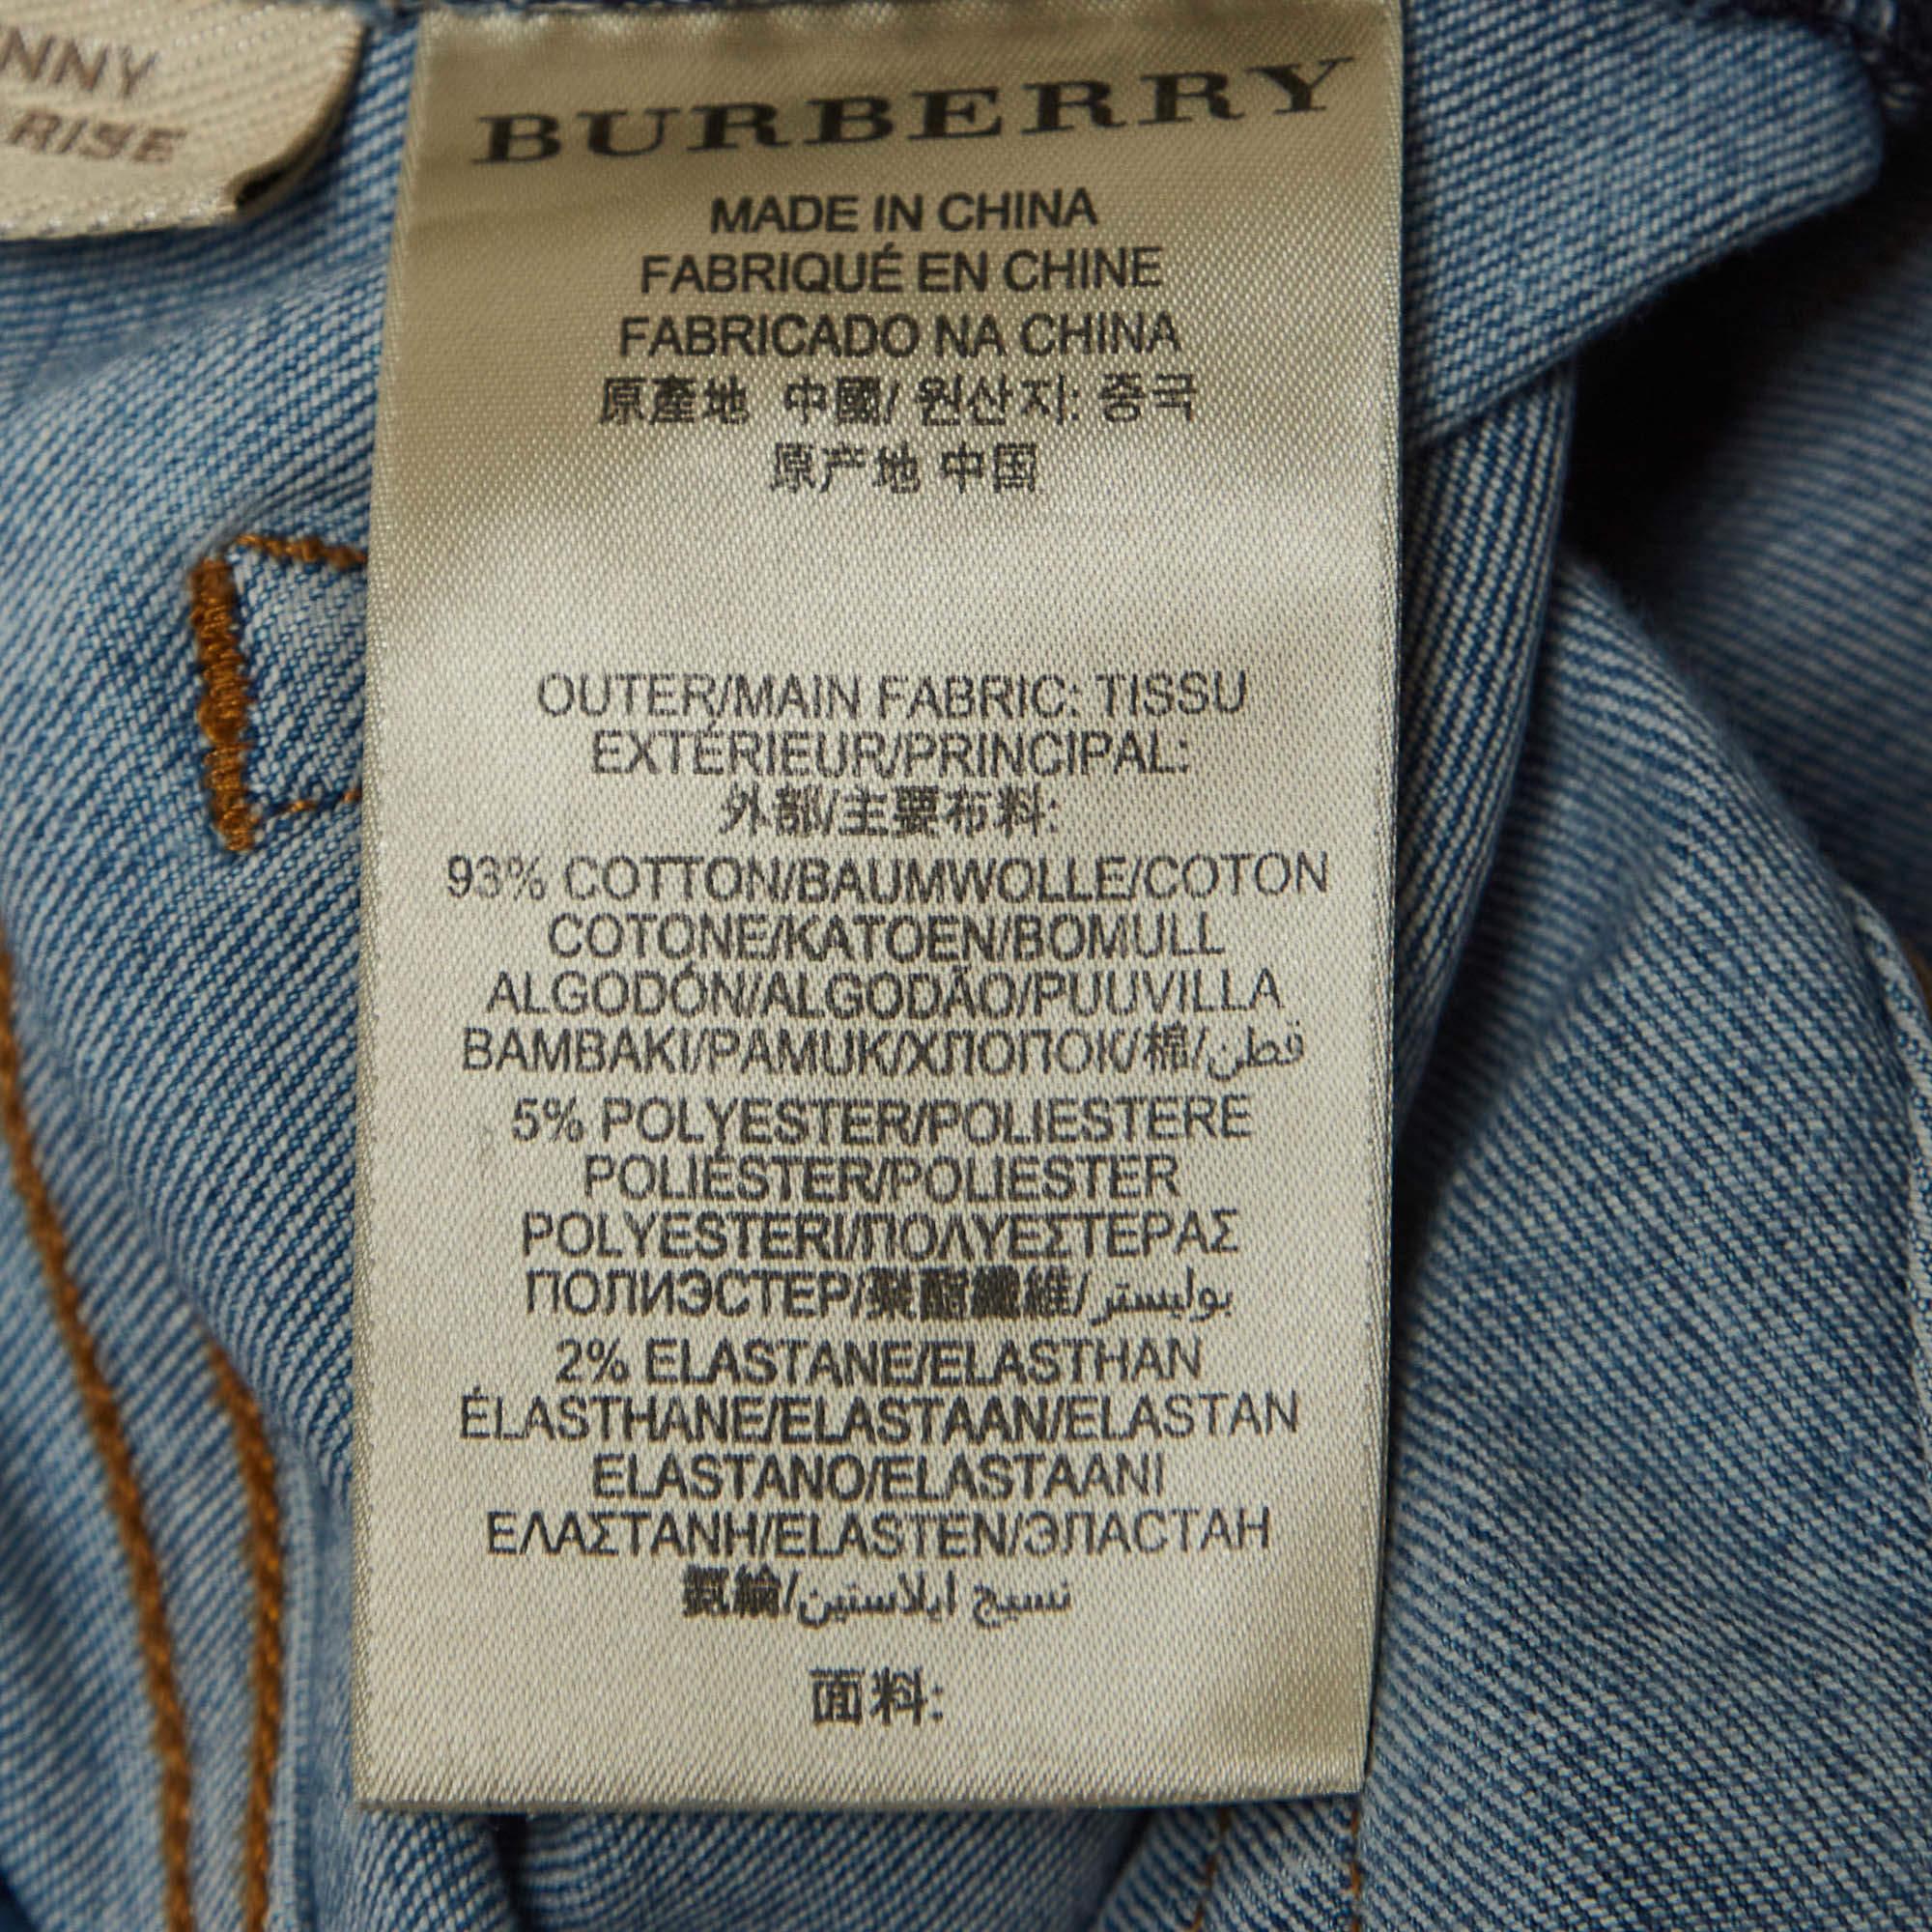 NNY
RISE
BURBERRY
MADE IN CHINA
FABRIQUÉ EN CHINE
FABRICADO NA CHINA
原產地 中國/ 원산지: 중국
原产地 中国
OUTER/MAIN FABRIC: TISSU
EXTÉRIEUR/PRINCIPAL:
外部/主要布料:
93% COTTON/BAUMWOLLE/COTON
COTONE/KATOEN/BOMULL
ALGODÓN/ALGODÃO/PUUVILLA
BAMBAKI/PAMUK/ХЛОПОК/棉/قطن
5% POLYESTER/POLIESTERE
POLIÉSTER/POLIESTER
POLYESTERI/ΠΟΛΥΕΣΤΕΡΑΣ
ПОЛИЭСТЕР/聚酯纖維/بوليستر
2% ELASTANE/ELASTHAN
ÉLASTHANE/ELASTAAN/ELASTAN
ELASTANO/ELASTAANI
ΕΛΑΣΤΑΝΗ/ELASTEN/ЭЛАСТАН
氨綸/نسيج ايلاستين
面料: